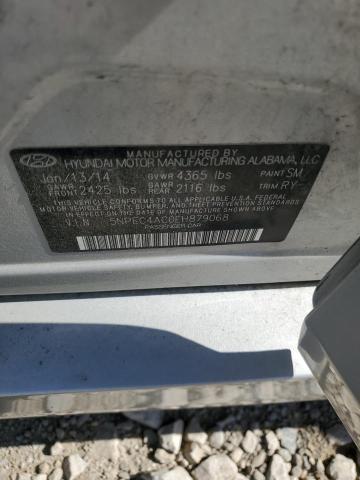 MANUFACTURED BY
HYUNDAI MOTOR MANUFACTURING ALABAMA, LLC
Jan/13/14 GVWR 4365 lbs PAINT SM
GAWR FRONT 2425 lbs GAWR REAR 2116 lbs TRIM RY
THIS VEHICLE CONFORMS TO ALL APPLICABLE U.S.A. FEDERAL
MOTOR VEHICLE SAFETY, BUMPER, AND THEFT PREVENTION STANDARDS
IN EFFECT ON THE DATE OF MANUFACTURE SHOWN ABOVE.
V.I.N 5NPEC4AC0EH879068
PASSENGER CAR